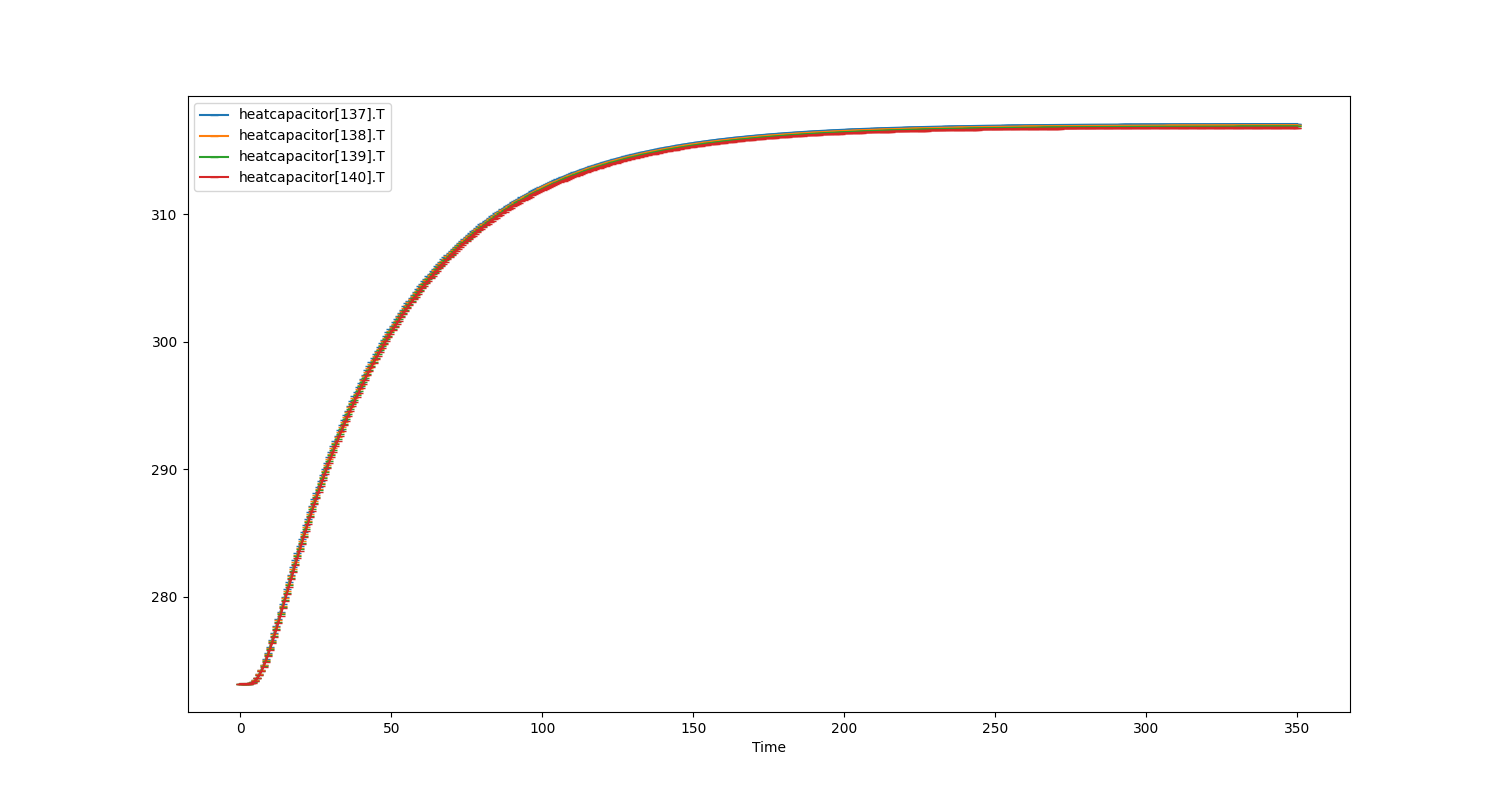 heatcapacitor[137].T
heatcapacitor[138].T
heatcapacitor[139].T
heatcapacitor[140].T
310
300
290
280
0 50 100 150 200 250 300 350
Time